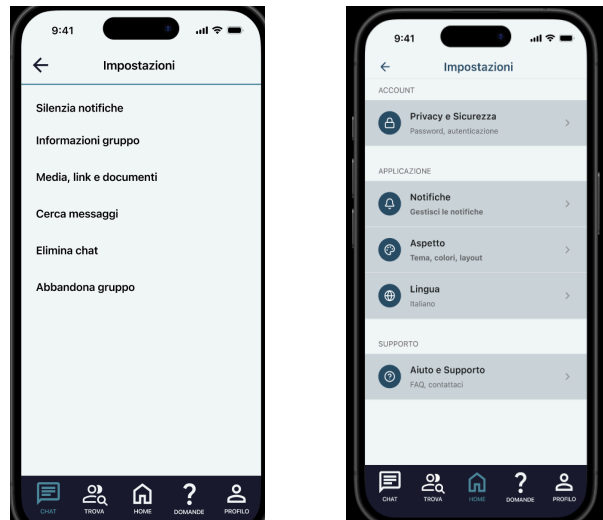 9:41
Impostazioni
Silenzia notifiche
Informazioni gruppo
Media, link e documenti
Cerca messaggi
Elimina chat
Abbandona gruppo
CHAT TROVA HOME DOMANDE PROFILO
9:41
Impostazioni
ACCOUNT
Privacy e Sicurezza
Password, autenticazione
APPLICAZIONE
Notifiche
Gestisci le notifiche
Aspetto
Tema, colori, layout
Lingua
Italiano
SUPPORTO
Aiuto e Supporto
FAQ, contattaci
CHAT TROVA HOME DOMANDE PROFILO